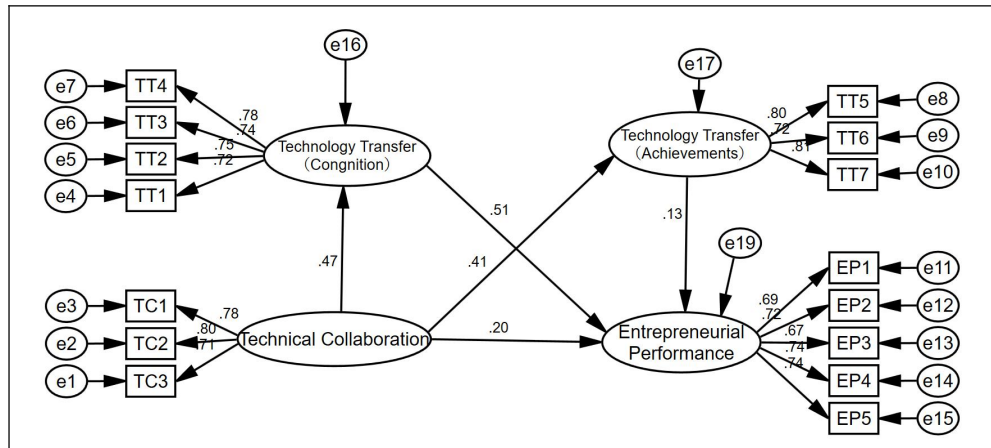 e16
e17
e7
TT4
e6
TT3
e5
TT2
e4
TT1
.78
.74
.75
.72
Technology Transfer
（Congnition）
Technology Transfer
（Achievements）
.80
.72
.81
TT5
e8
TT6
e9
TT7
e10
.51
.13
.47
.41
e19
e3
TC1
e2
TC2
e1
TC3
.78
.80
.71
Technical Collaboration
.20
Entrepreneurial
Performance
.69
.72
.67
.74
.74
EP1
e11
EP2
e12
EP3
e13
EP4
e14
EP5
e15